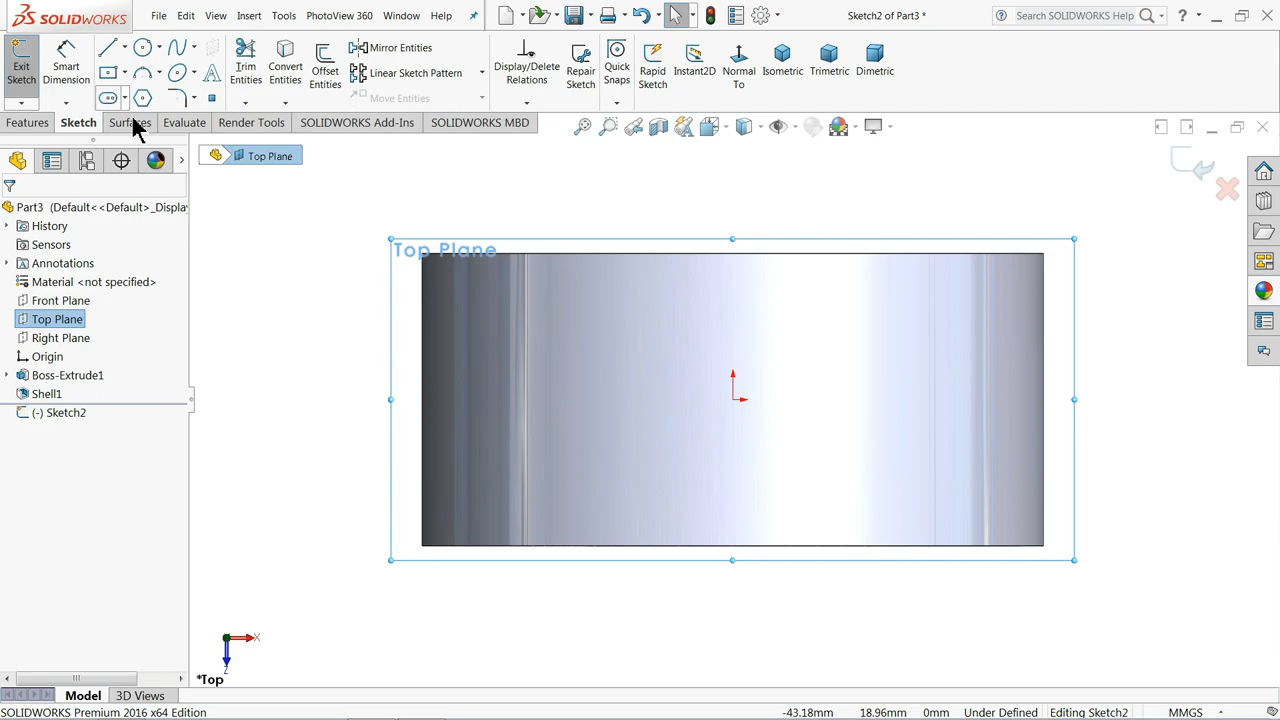 SOLIDWORKS
File
Edit
View
Insert
Tools
PhotoView 360
Window
Help
Sketch2 of Part3 *
Search SOLIDWORKS Help
?
Exit Sketch
Smart Dimension
Trim Entities
Convert Entities
Offset Entities
Mirror Entities
Linear Sketch Pattern
Move Entities
Display/Delete Relations
Repair Sketch
Quick Snaps
Rapid Sketch
Instant2D
Normal To
Isometric
Trimetric
Dimetric
Features
Sketch
Surfaces
Evaluate
Render Tools
SOLIDWORKS Add-Ins
SOLIDWORKS MBD
Top Plane
Part3 (Default<<Default>_Displa
History
Sensors
Annotations
Material <not specified>
Front Plane
Top Plane
Right Plane
Origin
Boss-Extrude1
Shell1
(-) Sketch2
Top Plane
X
Z
*Top
Model
3D Views
SOLIDWORKS Premium 2016 x64 Edition
-43.18mm
18.96mm
0mm
Under Defined
Editing Sketch2
MMGS